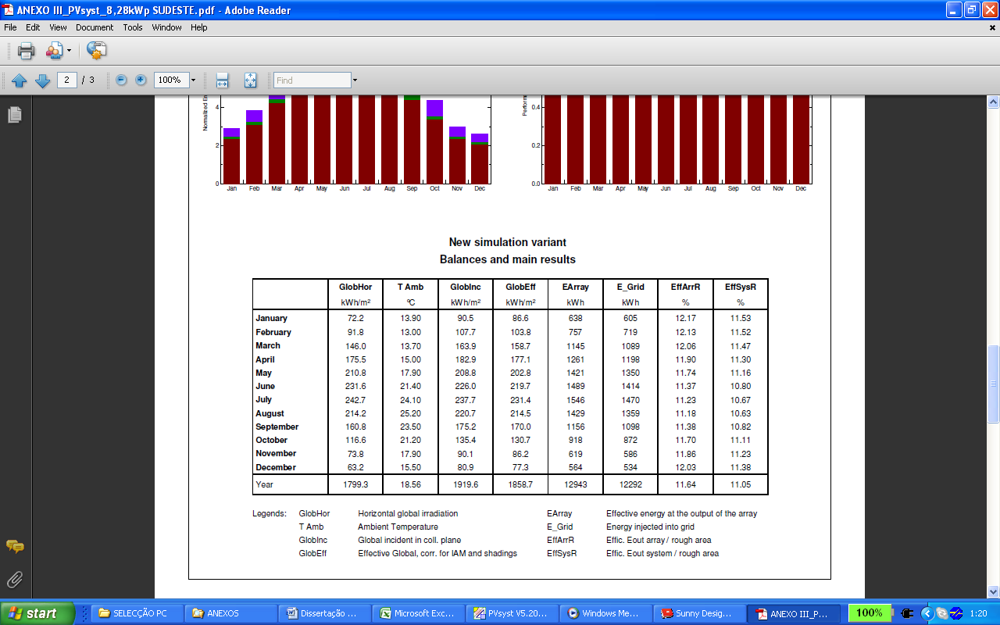 ANEXO III_PVsyst_8,28kWp SUDESTE.pdf - Adobe Reader
File Edit View Document Tools Window Help
2 / 3 100% Find
Normalized En
4
2
0
Jan Feb Mar Apr May Jun Jul Aug Sep Oct Nov Dec
Perform
0.4
0.2
0.0
Jan Feb Mar Apr May Jun Jul Aug Sep Oct Nov Dec
New simulation variant
Balances and main results
GlobHor T Amb GlobInc GlobEff EArray E_Grid EffArrR EffSysR
kWh/m² °C kWh/m² kWh/m² kWh kWh % %
January 72.2 13.90 90.5 86.6 638 605 12.17 11.53
February 91.8 13.00 107.7 103.8 757 719 12.13 11.52
March 146.0 13.70 163.9 158.7 1145 1089 12.06 11.47
April 175.5 15.00 182.9 177.1 1261 1198 11.90 11.30
May 210.8 17.90 208.8 202.8 1421 1350 11.74 11.16
June 231.6 21.40 226.0 219.7 1489 1414 11.37 10.80
July 242.7 24.10 237.7 231.4 1546 1470 11.23 10.67
August 214.2 25.20 220.7 214.5 1429 1359 11.18 10.63
September 160.8 23.50 175.2 170.0 1156 1098 11.38 10.82
October 116.6 21.20 135.4 130.7 918 872 11.70 11.11
November 73.8 17.90 90.1 86.2 619 586 11.86 11.23
December 63.2 15.50 80.9 77.3 564 534 12.03 11.38
Year 1799.3 18.56 1919.6 1858.7 12943 12292 11.64 11.05
Legends: GlobHor Horizontal global irradiation EArray Effective energy at the output of the array
T Amb Ambient Temperature E_Grid Energy injected into grid
GlobInc Global incident in coll. plane EffArrR Effic. Eout array / rough area
GlobEff Effective Global, corr. for IAM and shadings EffSysR Effic. Eout system / rough area
start SELECÇÃO PC ANEXOS Dissertação ... Microsoft Exc... PVsyst V5.20... Windows Me... Sunny Desig... ANEXO III_P... 100% 1:20